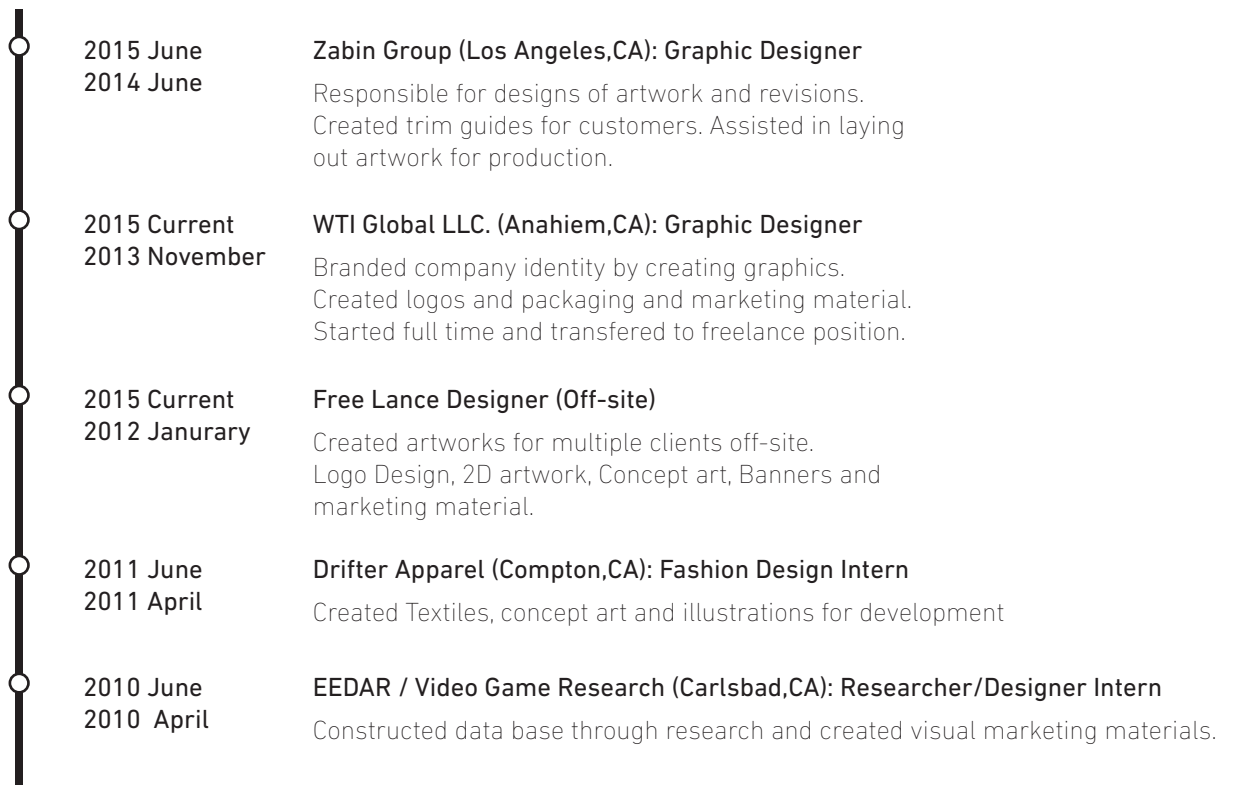 2015 June
2014 June
Zabin Group (Los Angeles,CA): Graphic Designer
Responsible for designs of artwork and revisions.
Created trim guides for customers. Assisted in laying
out artwork for production.
2015 Current
2013 November
WTI Global LLC. (Anahiem,CA): Graphic Designer
Branded company identity by creating graphics.
Created logos and packaging and marketing material.
Started full time and transfered to freelance position.
2015 Current
2012 Janurary
Free Lance Designer (Off-site)
Created artworks for multiple clients off-site.
Logo Design, 2D artwork, Concept art, Banners and
marketing material.
2011 June
2011 April
Drifter Apparel (Compton,CA): Fashion Design Intern
Created Textiles, concept art and illustrations for development
2010 June
2010  April
EEDAR / Video Game Research (Carlsbad,CA): Researcher/Designer Intern
Constructed data base through research and created visual marketing materials.